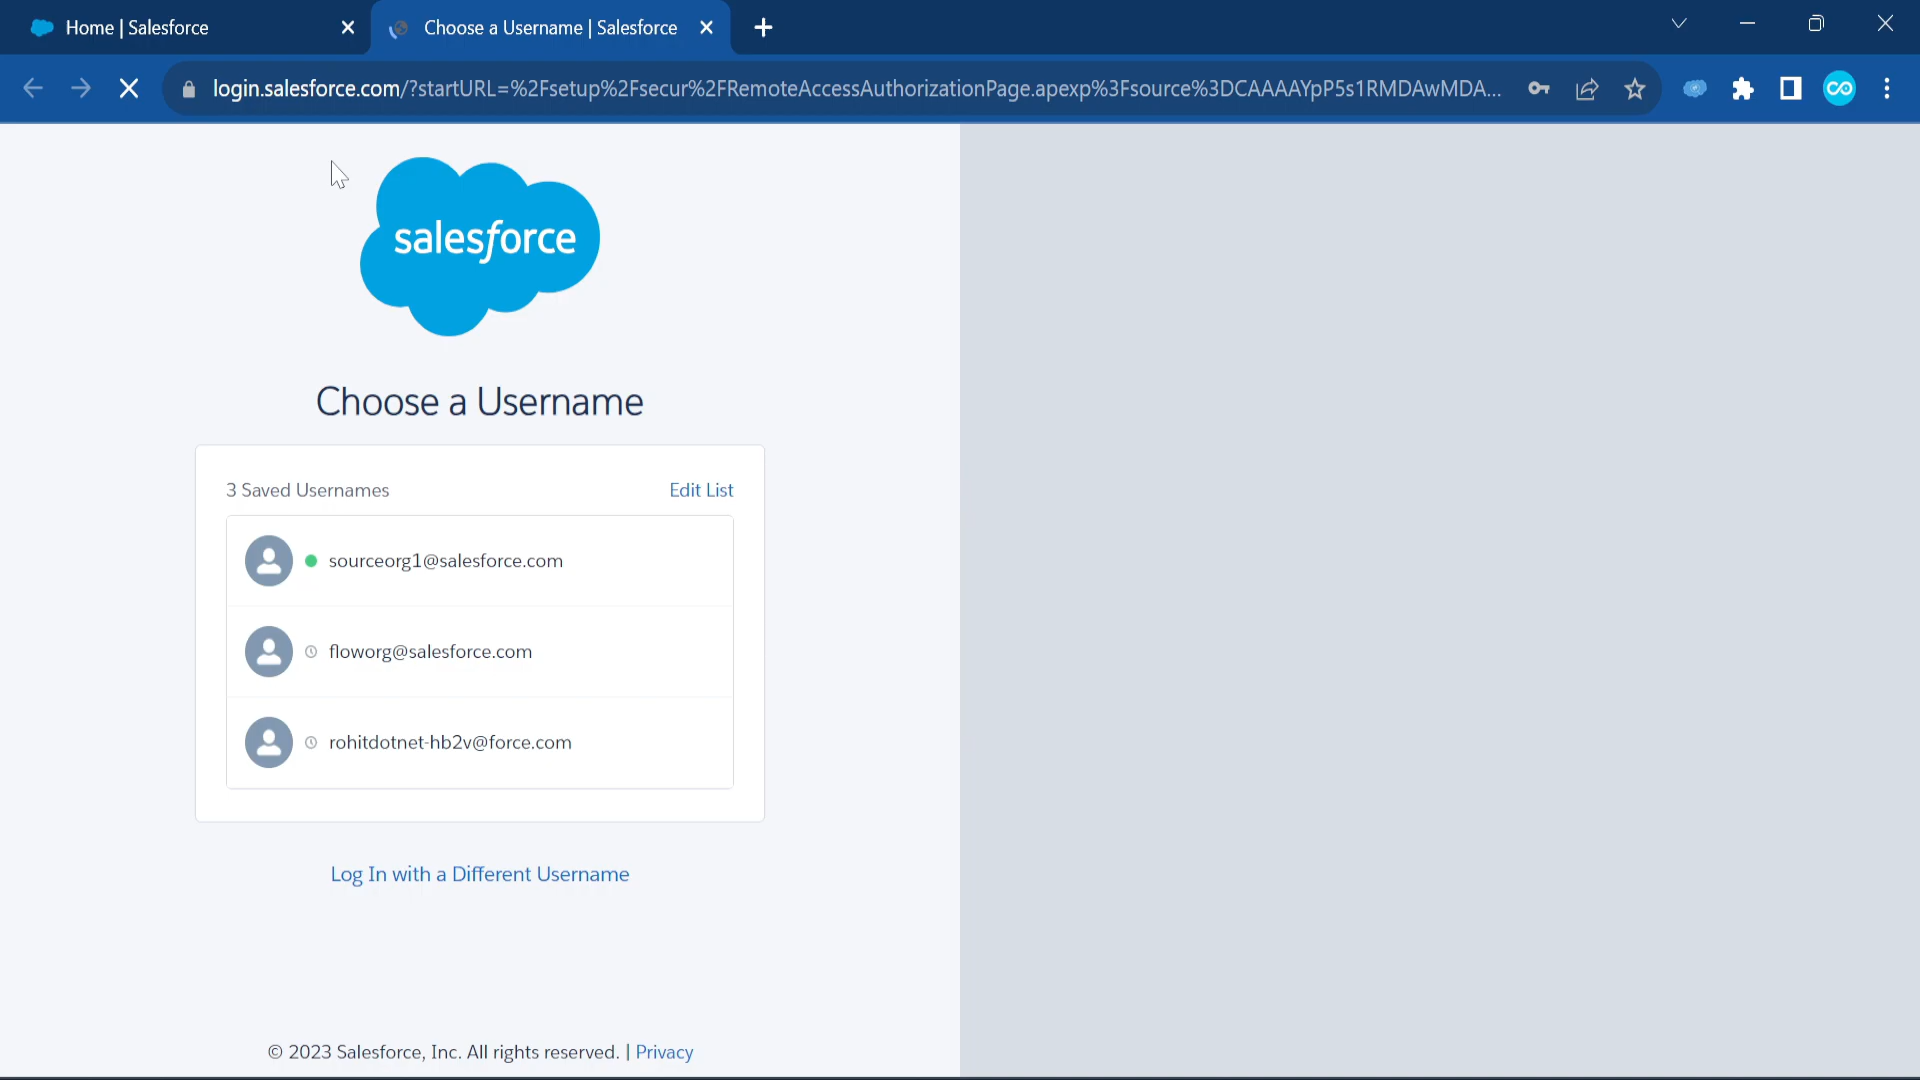 Home | Salesforce
Choose a Username | Salesforce
login.salesforce.com/?startURL=%2Fsetup%2Fsecur%2FRemoteAccessAuthorizationPage.apexp%3Fsource%3DCAAAAYpP5s1RMDAwMDA...
salesforce
Choose a Username
3 Saved Usernames
Edit List
sourceorg1@salesforce.com
floworg@salesforce.com
rohitdotnet-hb2v@force.com
Log In with a Different Username
© 2023 Salesforce, Inc. All rights reserved. | Privacy